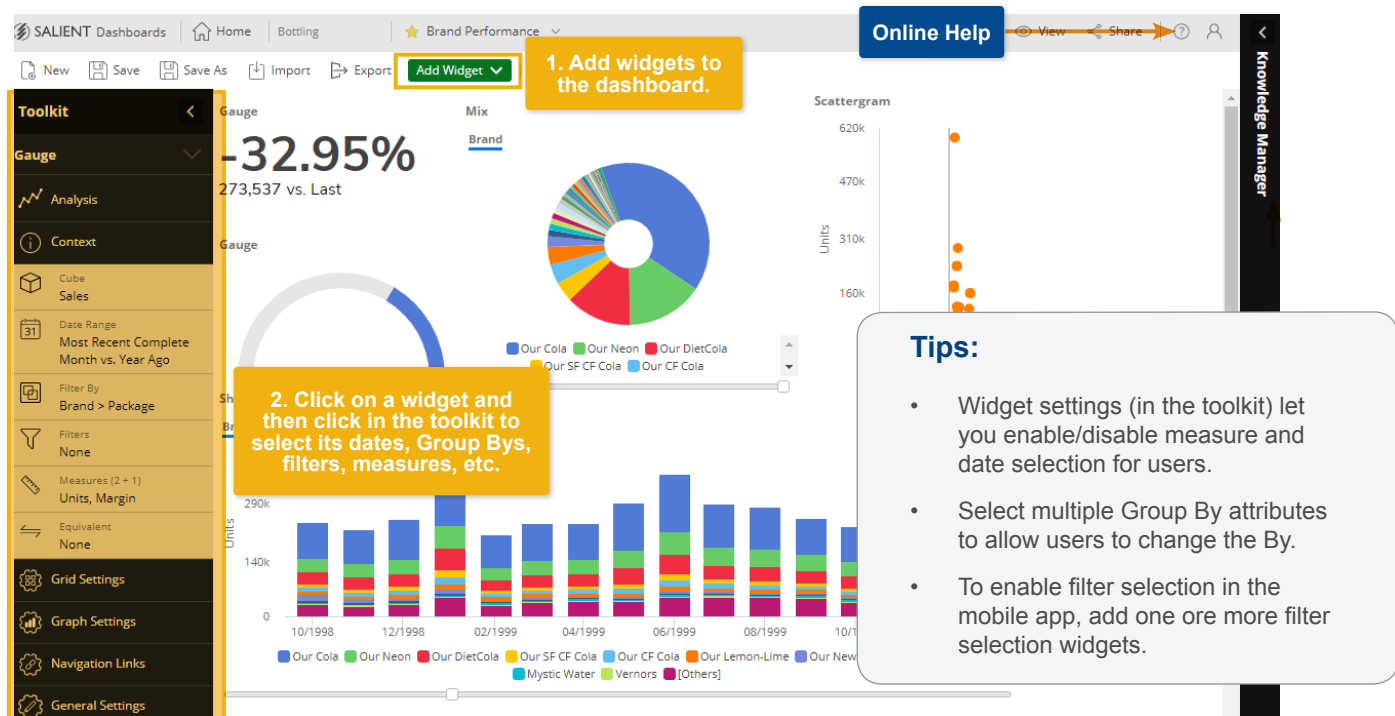 SALIENT Dashboards
Home
Bottling
Brand Performance
Online Help
View
Share
New
Save
Save As
Import
Export
Add Widget
1. Add widgets to
the dashboard.
Knowledge Manager
Toolkit
Gauge
Analysis
Context
Cube
Sales
31
Date Range
Most Recent Complete
Month vs. Year Ago
Filter By
Brand > Package
Filters
None
Measures (2 + 1)
Units, Margin
Equivalent
None
Grid Settings
Graph Settings
Navigation Links
General Settings
Gauge
-32.95%
273,537 vs. Last
Gauge
Mix
Brand
Our Cola Our Neon Our DietCola
Our SF CF Cola Our CF Cola
Scattergram
620k
470k
310k
160k
Units
2. Click on a widget and
then click in the toolkit to
select its dates, Group Bys,
filters, measures, etc.
Sh
Br
290k
140k
0
Units
10/1998 12/1998 02/1999 04/1999 06/1999 08/1999 10/1
Our Cola Our Neon Our DietCola Our SF CF Cola Our CF Cola Our Lemon-Lime Our New
Mystic Water Vernors [Others]
Tips:
• Widget settings (in the toolkit) let
you enable/disable measure and
date selection for users.
• Select multiple Group By attributes
to allow users to change the By.
• To enable filter selection in the
mobile app, add one ore more filter
selection widgets.